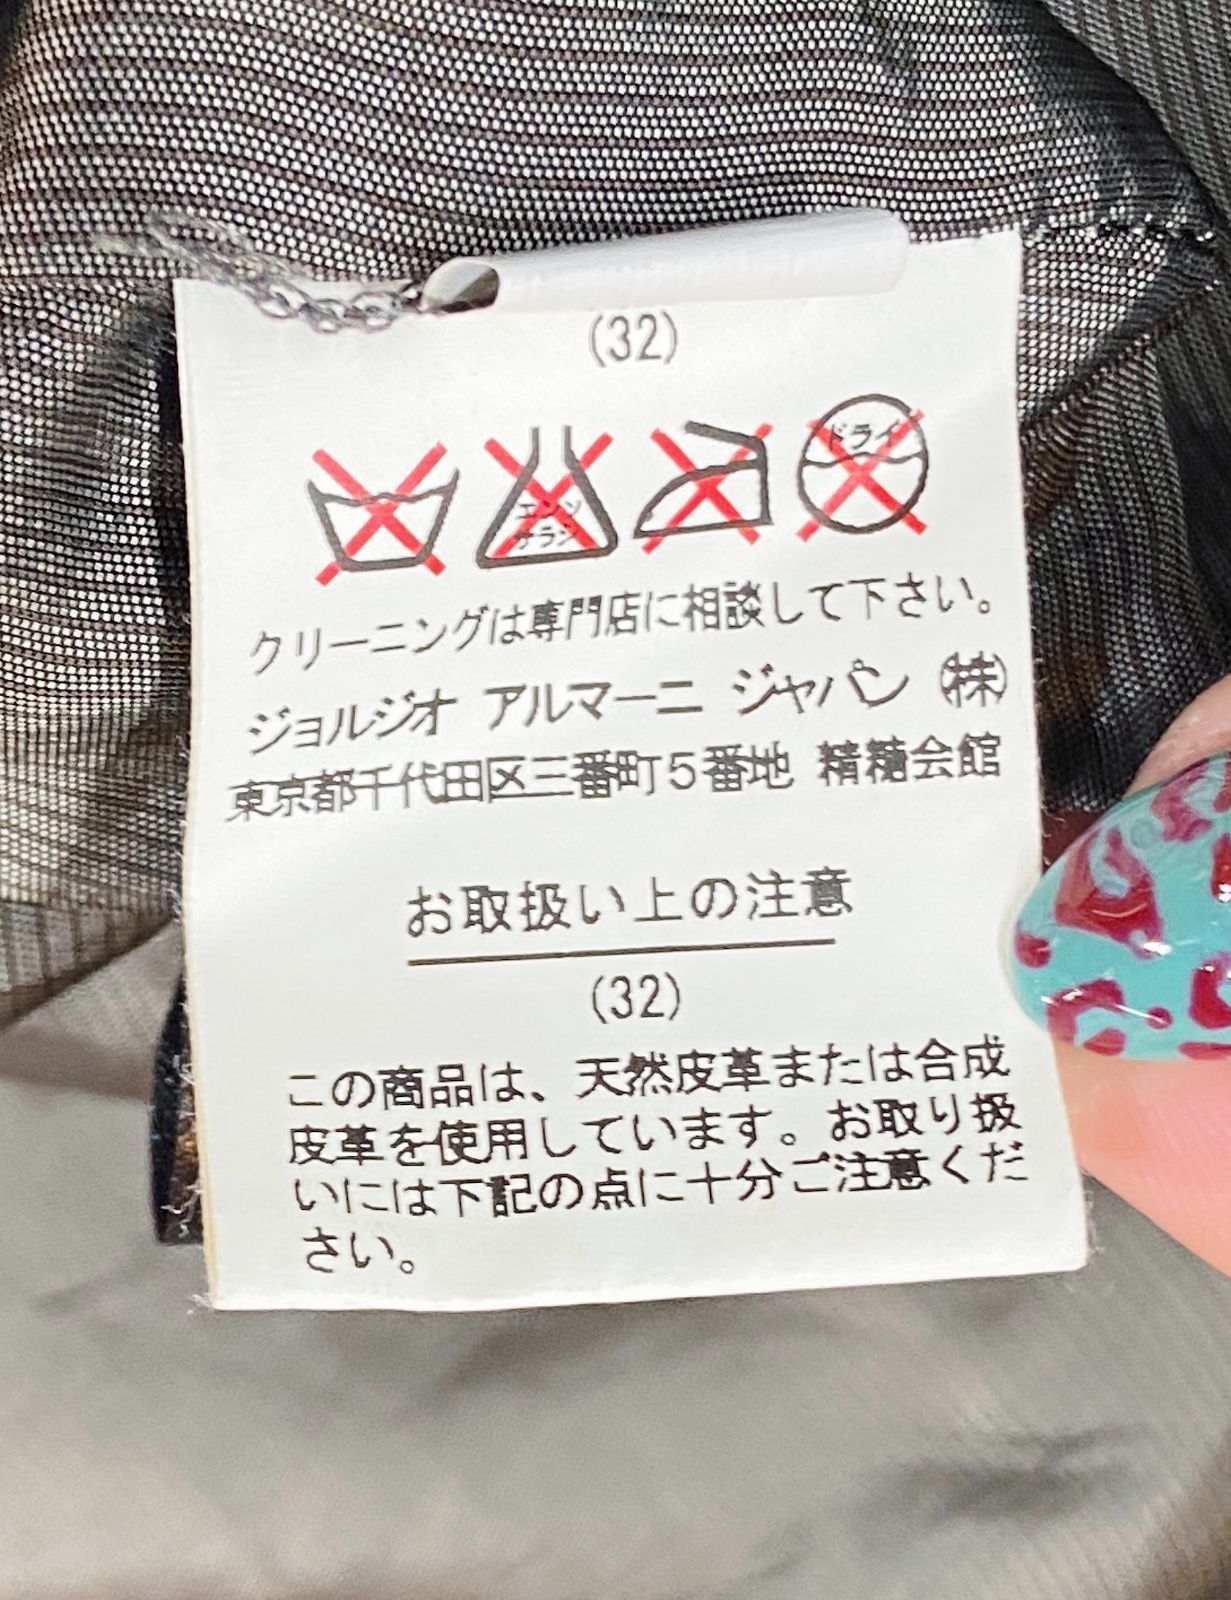 (32)
エンソ
サラシ
ドライ
クリーニングは専門店に相談して下さい。
ジョルジオ アルマーニ ジャパン ㈱
東京都千代田区三番町5番地 精糖会館
お取扱い上の注意
(32)
この商品は、天然皮革または合成
皮革を使用しています。お取り扱
いには下記の点に十分ご注意くだ
さい。